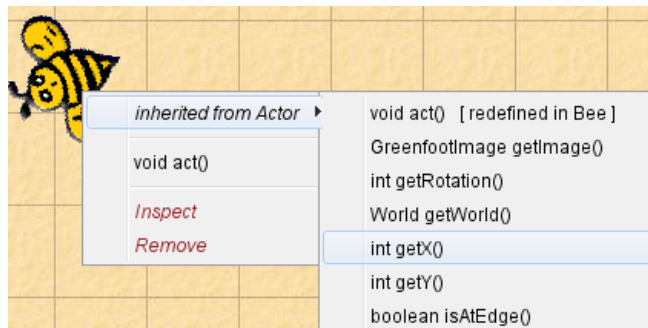 inherited from Actor
void act()
Inspect
Remove
void act() [ redefined in Bee ]
GreenfootImage getImage()
int getRotation()
World getWorld()
int getX()
int getY()
boolean isAtEdge()